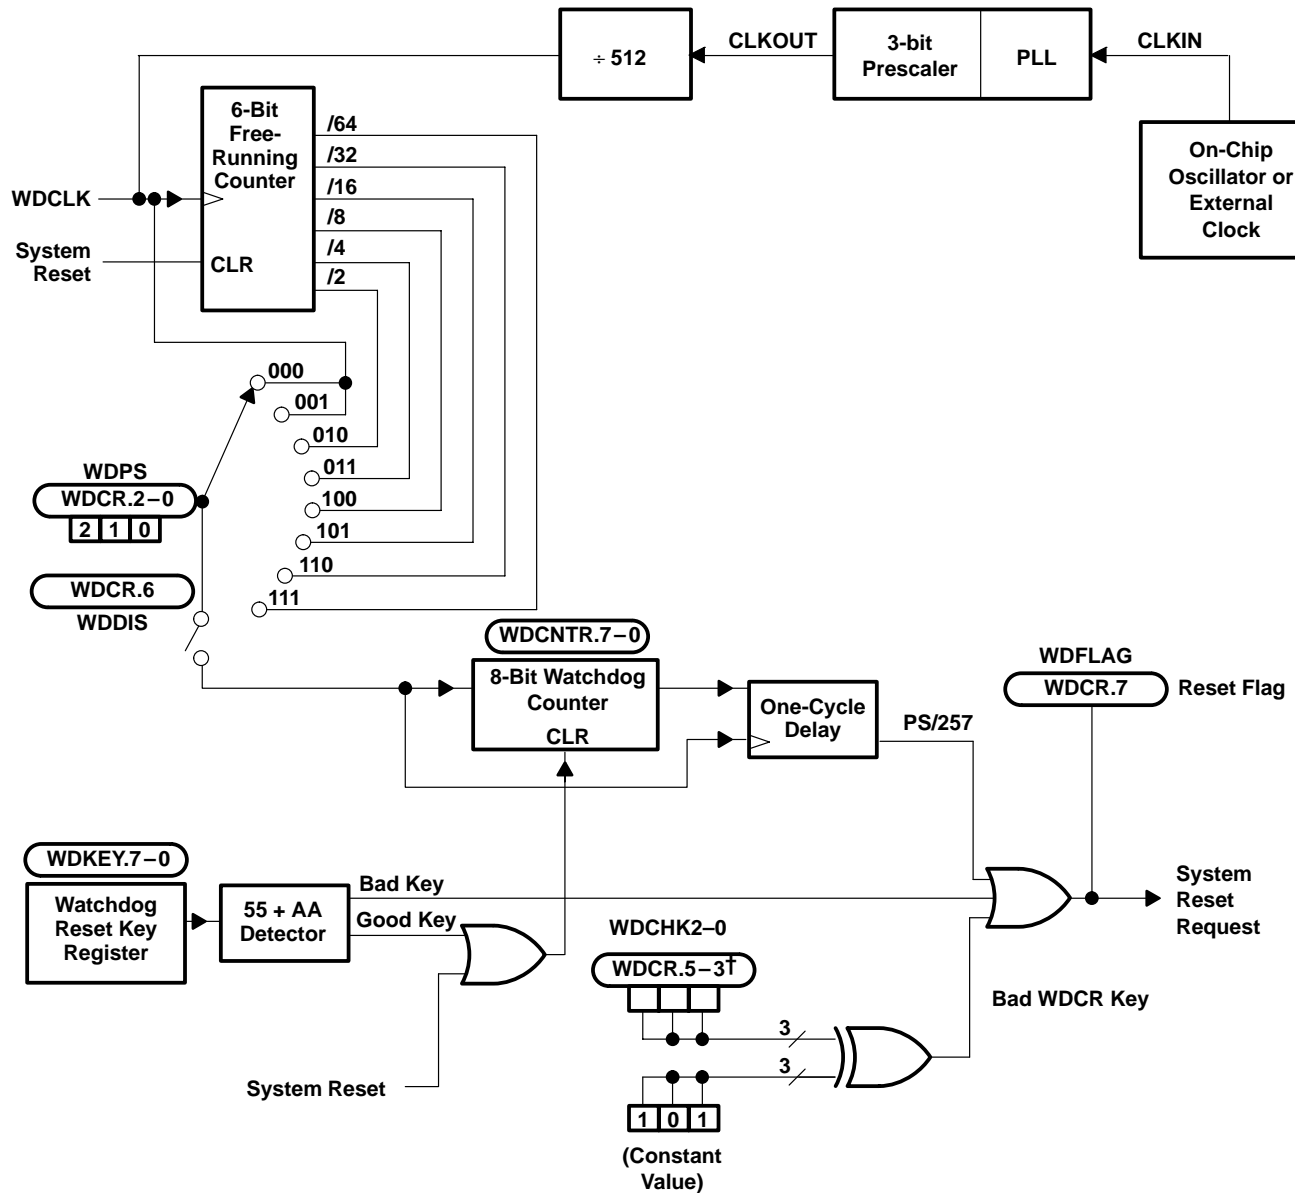 ÷ 512
CLKOUT
3-bit
Prescaler
PLL
CLKIN
On-Chip
Oscillator or
External
Clock
6-Bit
Free-
Running
Counter
CLR
/64
/32
/16
/8
/4
/2
WDCLK
System
Reset
000
001
010
011
100
101
110
111
WDPS
WDCR.2–0
2 1 0
WDCR.6
WDDIS
WDCNTR.7–0
8-Bit Watchdog
Counter
CLR
One-Cycle
Delay
PS/257
WDFLAG
WDCR.7
Reset Flag
WDKEY.7–0
Watchdog
Reset Key
Register
55 + AA
Detector
Bad Key
Good Key
System
Reset
Request
WDCHK2–0
WDCR.5–3†
Bad WDCR Key
3
3
System Reset
1 0 1
(Constant
Value)